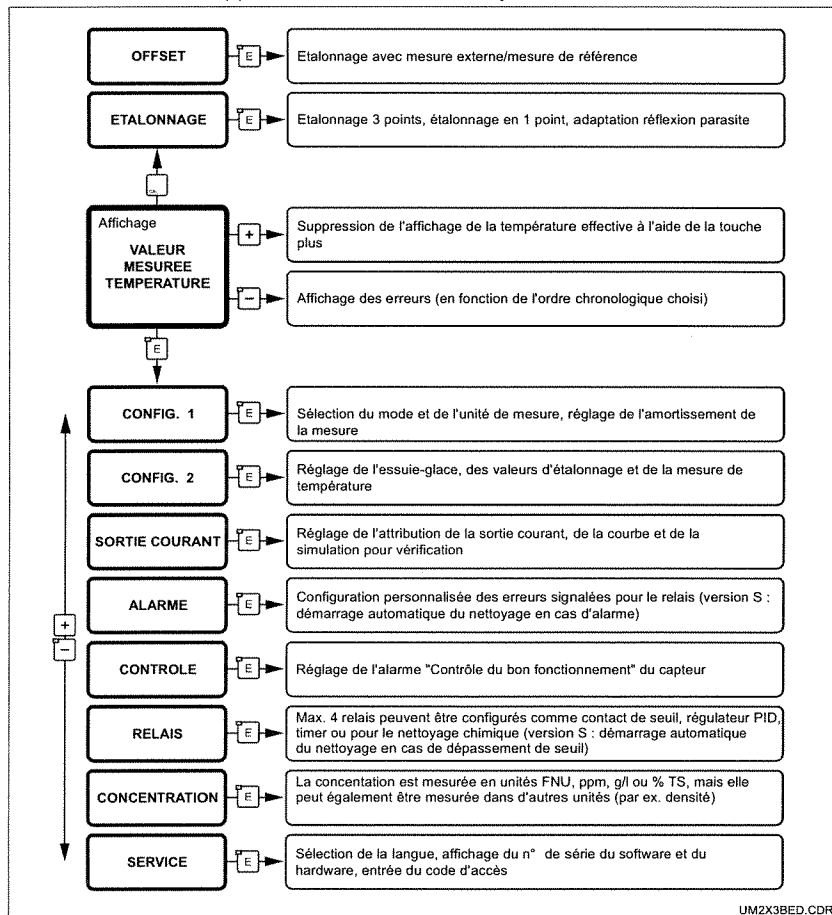 OFFSET
E
Etalonnage avec mesure externe/mesure de référence
ETALONNAGE
E
Etalonnage 3 points, étalonnage en 1 point, adaptation réflexion parasite
Affichage
VALEUR
MESUREE
TEMPERATURE
+
Suppression de l'affichage de la température effective à l'aide de la touche
plus
−
Affichage des erreurs (en fonction de l'ordre chronologique choisi)
E
CONFIG. 1
E
Sélection du mode et de l'unité de mesure, réglage de l'amortissement de
la mesure
CONFIG. 2
E
Réglage de l'essuie-glace, des valeurs d'étalonnage et de la mesure de
température
SORTIE COURANT
E
Réglage de l'attribution de la sortie courant, de la courbe et de la
simulation pour vérification
ALARME
E
Configuration personnalisée des erreurs signalées pour le relais (version S :
démarrage automatique du nettoyage en cas d'alarme)
+
−
CONTROLE
E
Réglage de l'alarme "Contrôle du bon fonctionnement" du capteur
RELAIS
E
Max. 4 relais peuvent être configurés comme contact de seuil, régulateur PID,
timer ou pour le nettoyage chimique (version S : démarrage automatique
du nettoyage en cas de dépassement de seuil)
CONCENTRATION
E
La concentation est mesurée en unités FNU, ppm, g/l ou % TS, mais elle
peut également être mesurée dans d'autres unités (par ex. densité)
SERVICE
E
Sélection de la langue, affichage du n° de série du software et du
hardware, entrée du code d'accès
UM2X3BED.CDR